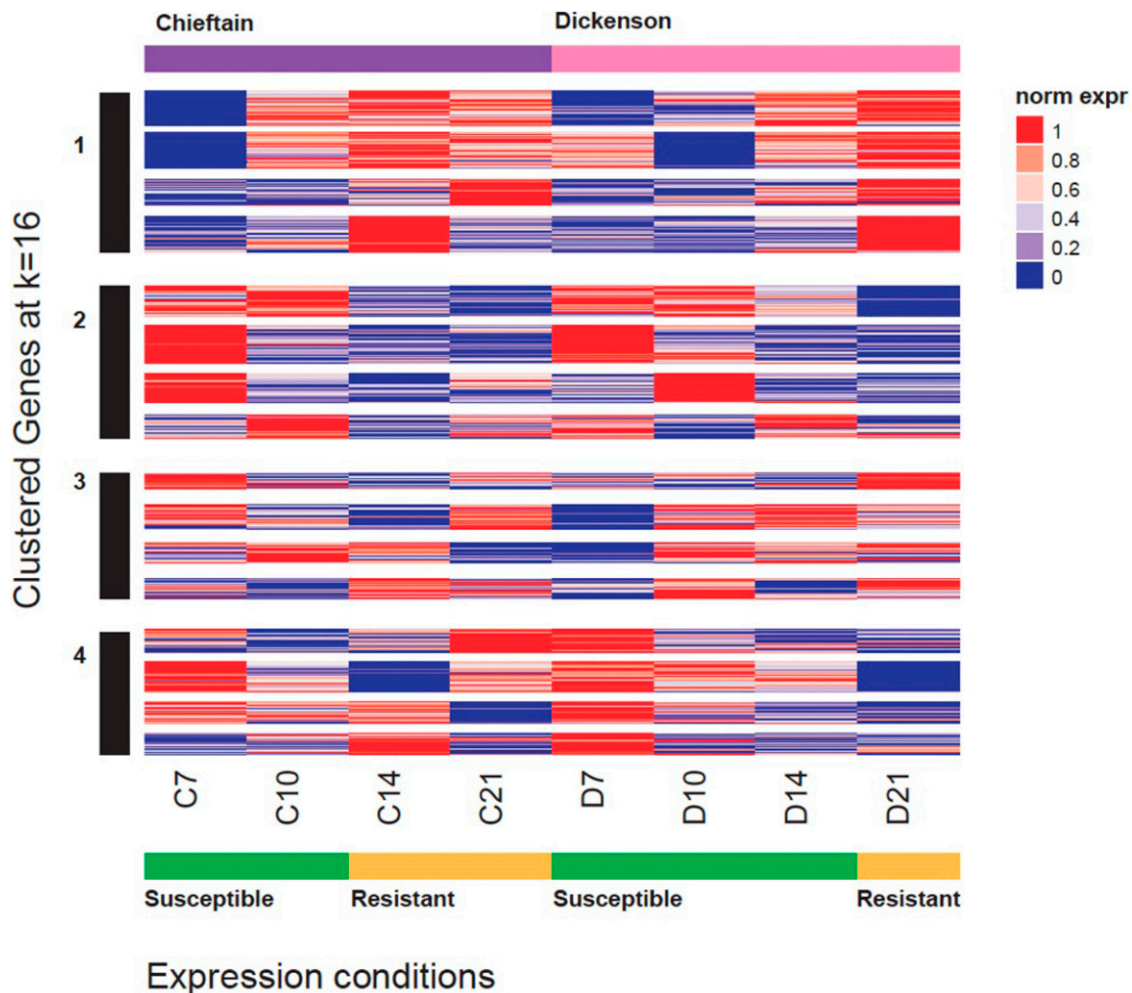 Chieftain
Dickenson
norm expr
1
0.8
0.6
0.4
0.2
0
Clustered Genes at k=16
1
2
3
4
C7
C10
C14
C21
D7
D10
D14
D21
Susceptible
Resistant
Susceptible
Resistant
Expression conditions